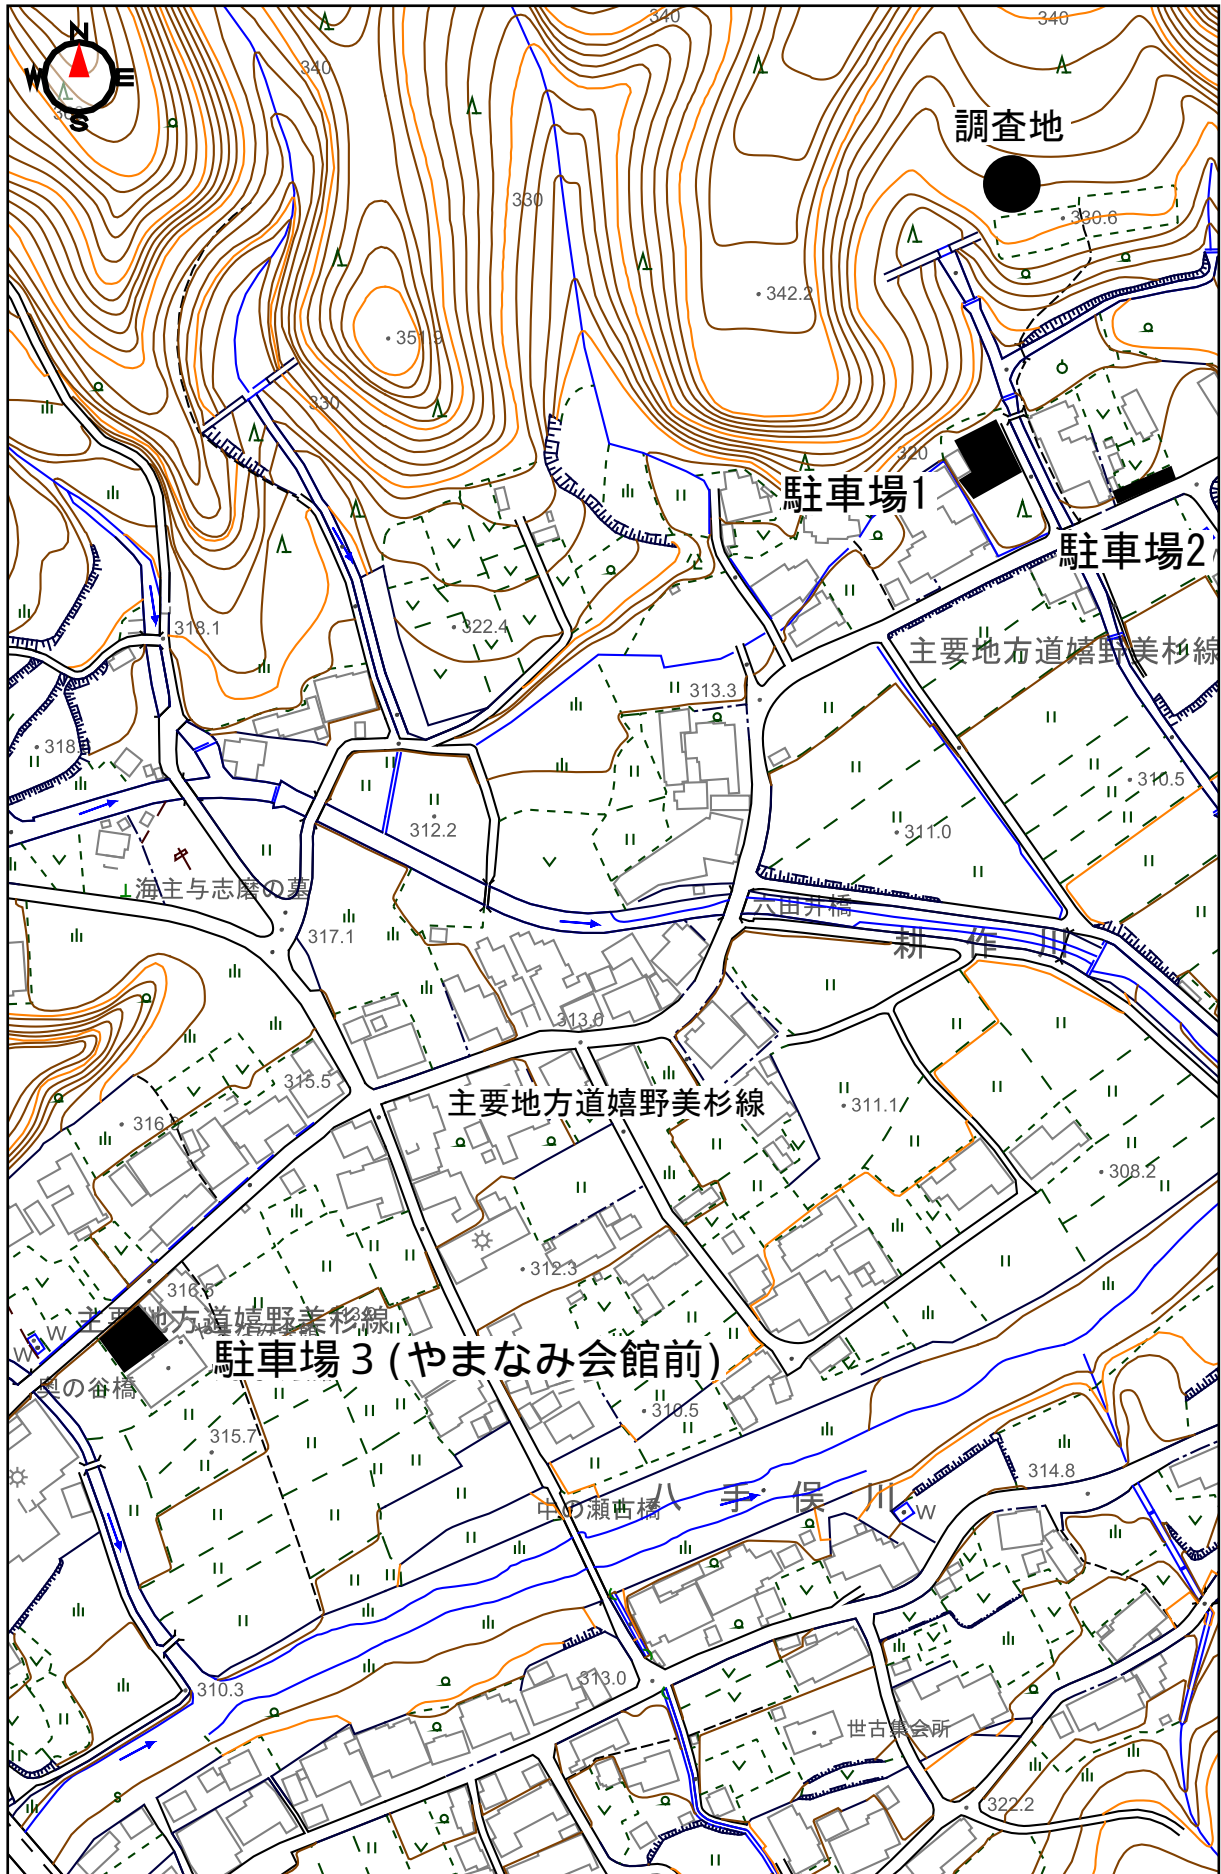 N
W
E
S
340
340
340
調査地
330
330.6
342.2
351.9
330
320
駐車場1
駐車場2
318.1
322.4
主要地方道嬉野美杉線
313.3
310.5
312.2
311.0
海主与志磨の墓
六田井橋
317.1
耕作川
313.0
315.5
主要地方道嬉野美杉線
311.1
308.2
312.3
316.5
主要地方道嬉野美杉線
W
W
駐車場3(やまなみ会館前)
奥の谷橋
310.5
315.7
314.8
八手俣川
中の瀬古橋
W
313.0
310.3
世古集会所
322.2
s